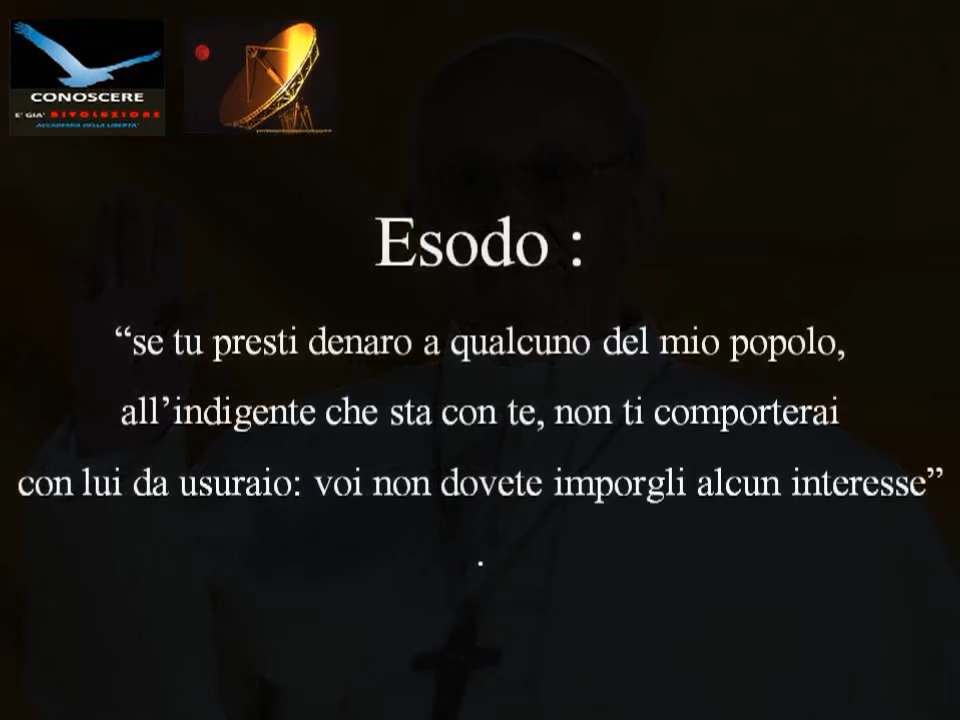 CONOSCERE
E' GIA' RIVOLUZIONE
ACCADEMIA DELLA LIBERTA'
Esodo :
“se tu presti denaro a qualcuno del mio popolo,
all’indigente che sta con te, non ti comporterai
con lui da usuraio: voi non dovete imporgli alcun interesse”
.